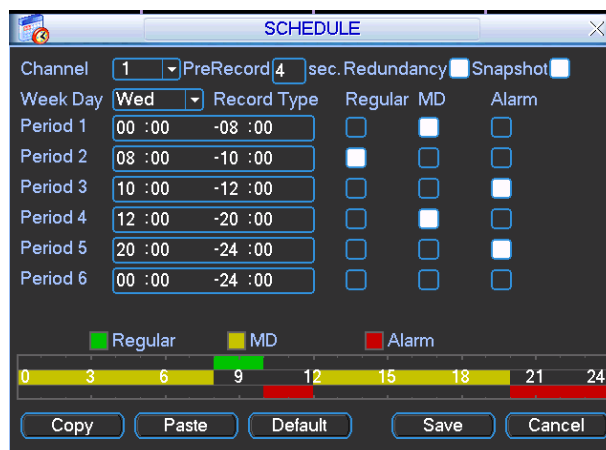 SCHEDULE
Channel 1 PreRecord 4 sec. Redundancy Snapshot
Week Day Wed Record Type Regular MD Alarm
Period 1 00 :00 -08 :00
Period 2 08 :00 -10 :00
Period 3 10 :00 -12 :00
Period 4 12 :00 -20 :00
Period 5 20 :00 -24 :00
Period 6 00 :00 -24 :00
Regular MD Alarm
0 3 6 9 12 15 18 21 24
Copy Paste Default Save Cancel